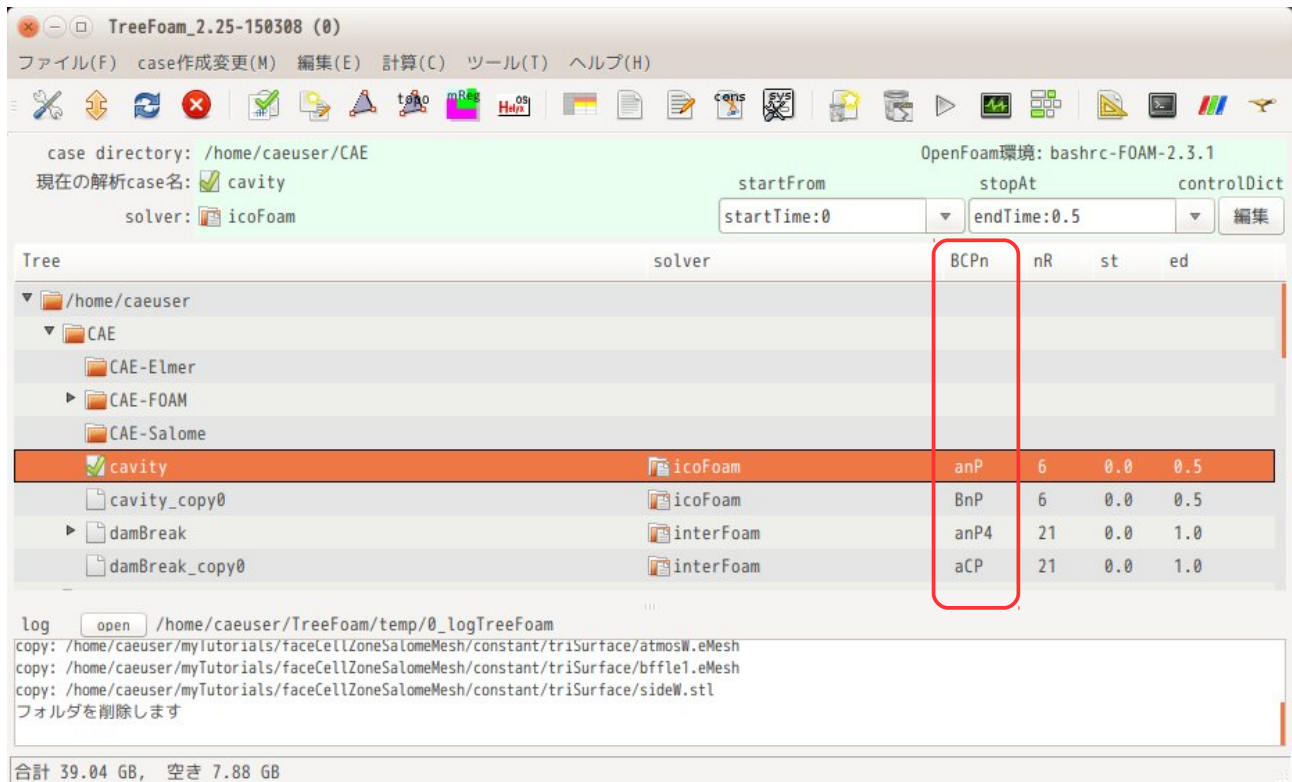 TreeFoam_2.25-150308 (0)
ファイル(F) case作成変更(M) 編集(E) 計算(C) ツール(T) ヘルプ(H)
topo mReg Helyx OS cons sys
case directory: /home/caeuser/CAE OpenFoam環境: bashrc-FOAM-2.3.1
現在の解析case名: cavity startFrom stopAt controlDict
solver: icoFoam startTime:0 endTime:0.5 編集
Tree solver BCPn nR st ed
/home/caeuser
CAE
CAE-Elmer
CAE-FOAM
CAE-Salome
cavity icoFoam anP 6 0.0 0.5
cavity_copy0 icoFoam BnP 6 0.0 0.5
damBreak interFoam anP4 21 0.0 1.0
damBreak_copy0 interFoam aCP 21 0.0 1.0
log open /home/caeuser/TreeFoam/temp/0_logTreeFoam
copy: /home/caeuser/myTutorials/faceCellZoneSalomeMesh/constant/triSurface/atmosW.eMesh
copy: /home/caeuser/myTutorials/faceCellZoneSalomeMesh/constant/triSurface/bffle1.eMesh
copy: /home/caeuser/myTutorials/faceCellZoneSalomeMesh/constant/triSurface/sideW.stl
フォルダを削除します
合計 39.04 GB, 空き 7.88 GB